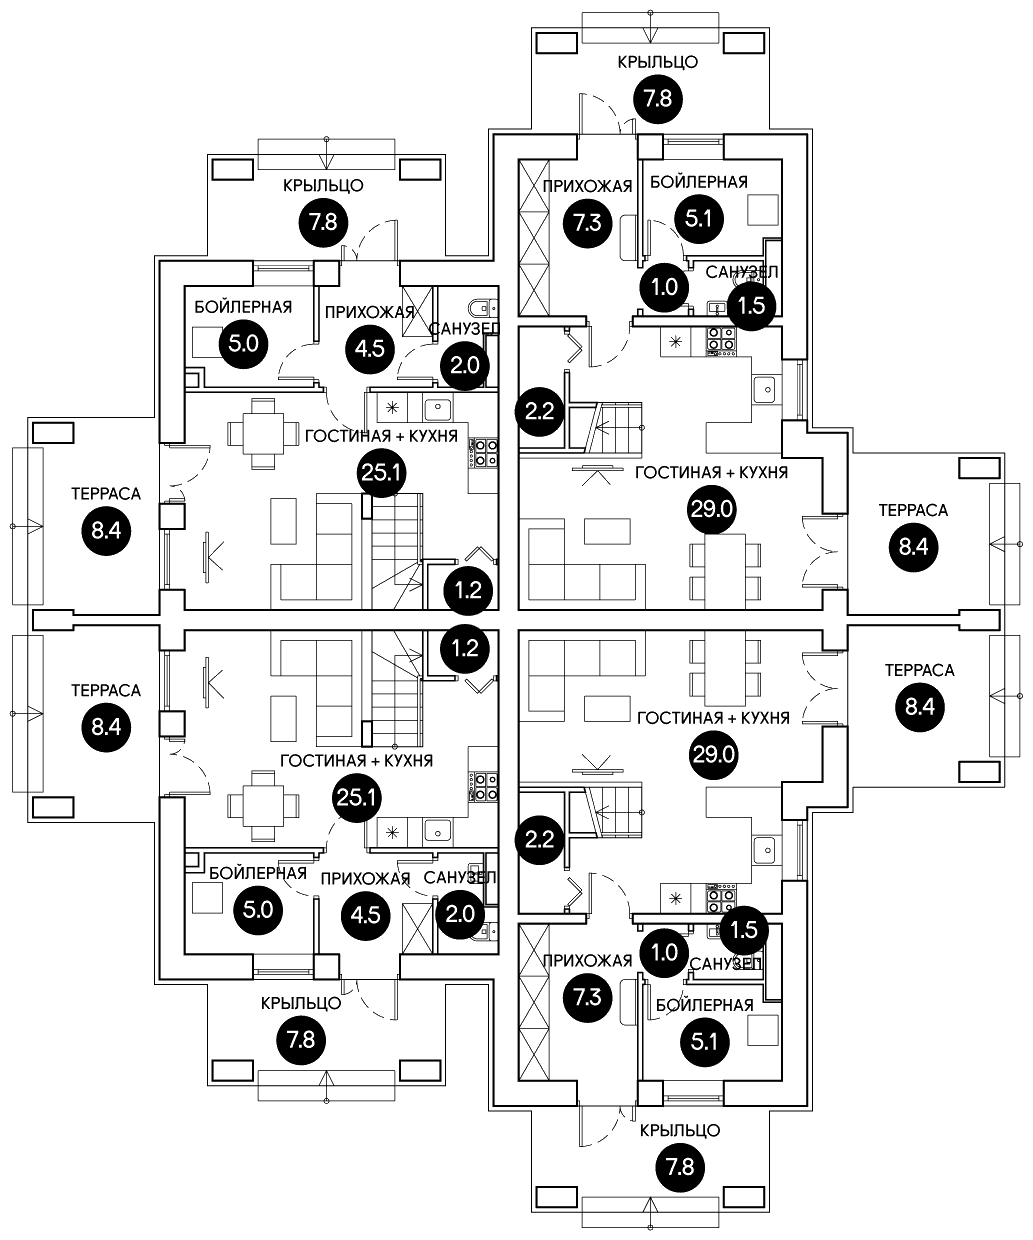 КРЫЛЬЦО
7.8
КРЫЛЬЦО
7.8
ПРИХОЖАЯ
7.3
БОЙЛЕРНАЯ
5.1
САНУЗЕЛ
1.0
1.5
БОЙЛЕРНАЯ
5.0
ПРИХОЖАЯ
4.5
САНУЗЕЛ
2.0
2.2
ГОСТИНАЯ + КУХНЯ
25.1
ГОСТИНАЯ + КУХНЯ
29.0
ТЕРРАСА
8.4
ТЕРРАСА
8.4
1.2
1.2
ТЕРРАСА
8.4
ТЕРРАСА
8.4
ГОСТИНАЯ + КУХНЯ
29.0
ГОСТИНАЯ + КУХНЯ
25.1
2.2
БОЙЛЕРНАЯ
5.0
ПРИХОЖАЯ
4.5
САНУЗЕЛ
2.0
1.5
1.0
САНУЗЕЛ
ПРИХОЖАЯ
7.3
БОЙЛЕРНАЯ
5.1
КРЫЛЬЦО
7.8
КРЫЛЬЦО
7.8